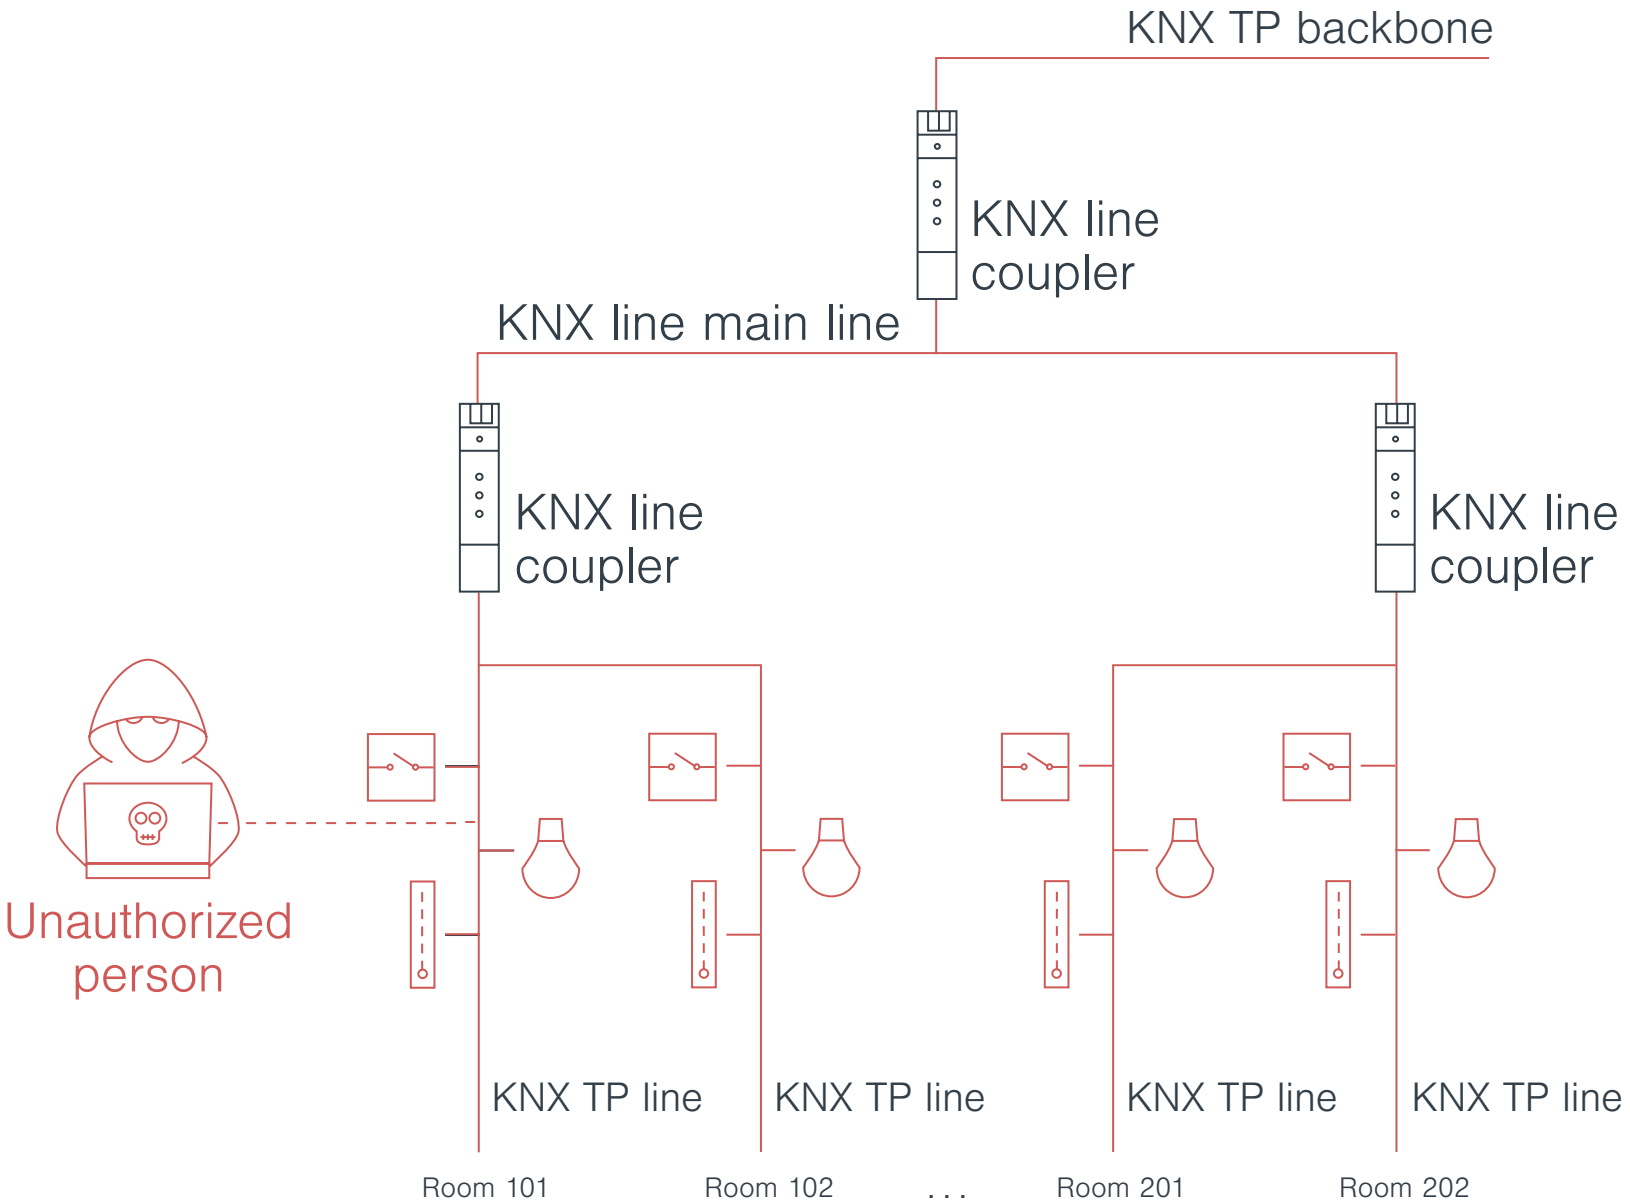 KNX TP backbone
KNX line
coupler
KNX line main line
KNX line
coupler
KNX line
coupler
Unauthorized
person
KNX TP line
KNX TP line
KNX TP line
KNX TP line
Room 101
Room 102
...
Room 201
Room 202